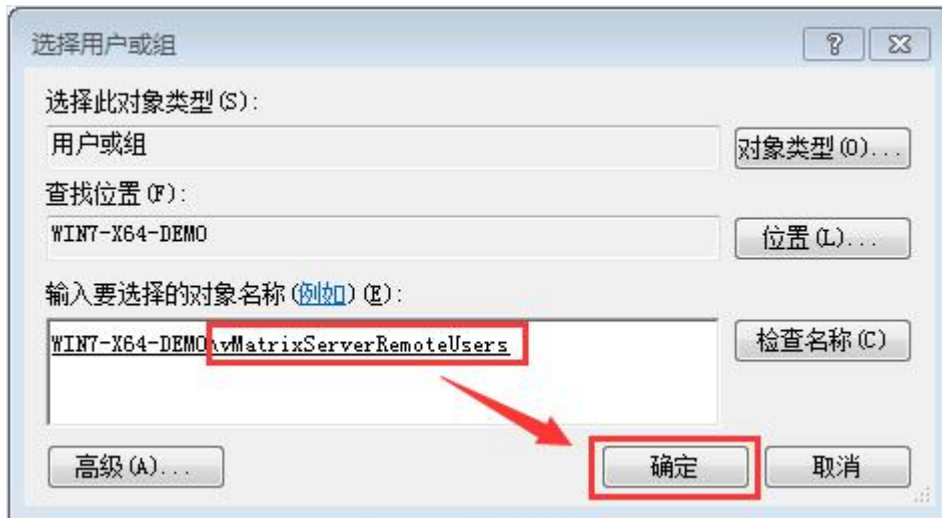 选择用户或组
选择此对象类型(S):
用户或组
对象类型(O)...
查找位置(F):
WIN7-X64-DEMO
位置(L)...
输入要选择的对象名称(例如)(E):
WIN7-X64-DEMO\vMatrixServerRemoteUsers
检查名称(C)
高级(A)...
确定
取消